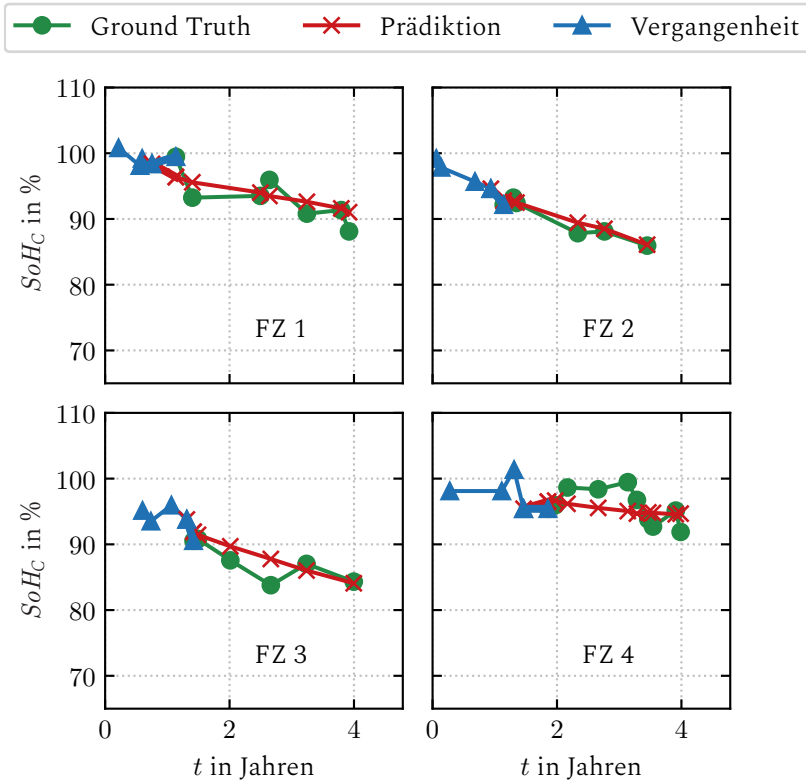 Ground Truth Prädiktion Vergangenheit
110
100
90
80
70
SoH_C in %
FZ 1
FZ 2
100
90
80
70
SoH_C in %
FZ 3
FZ 4
0 2 4 0 2 4
t in Jahren t in Jahren